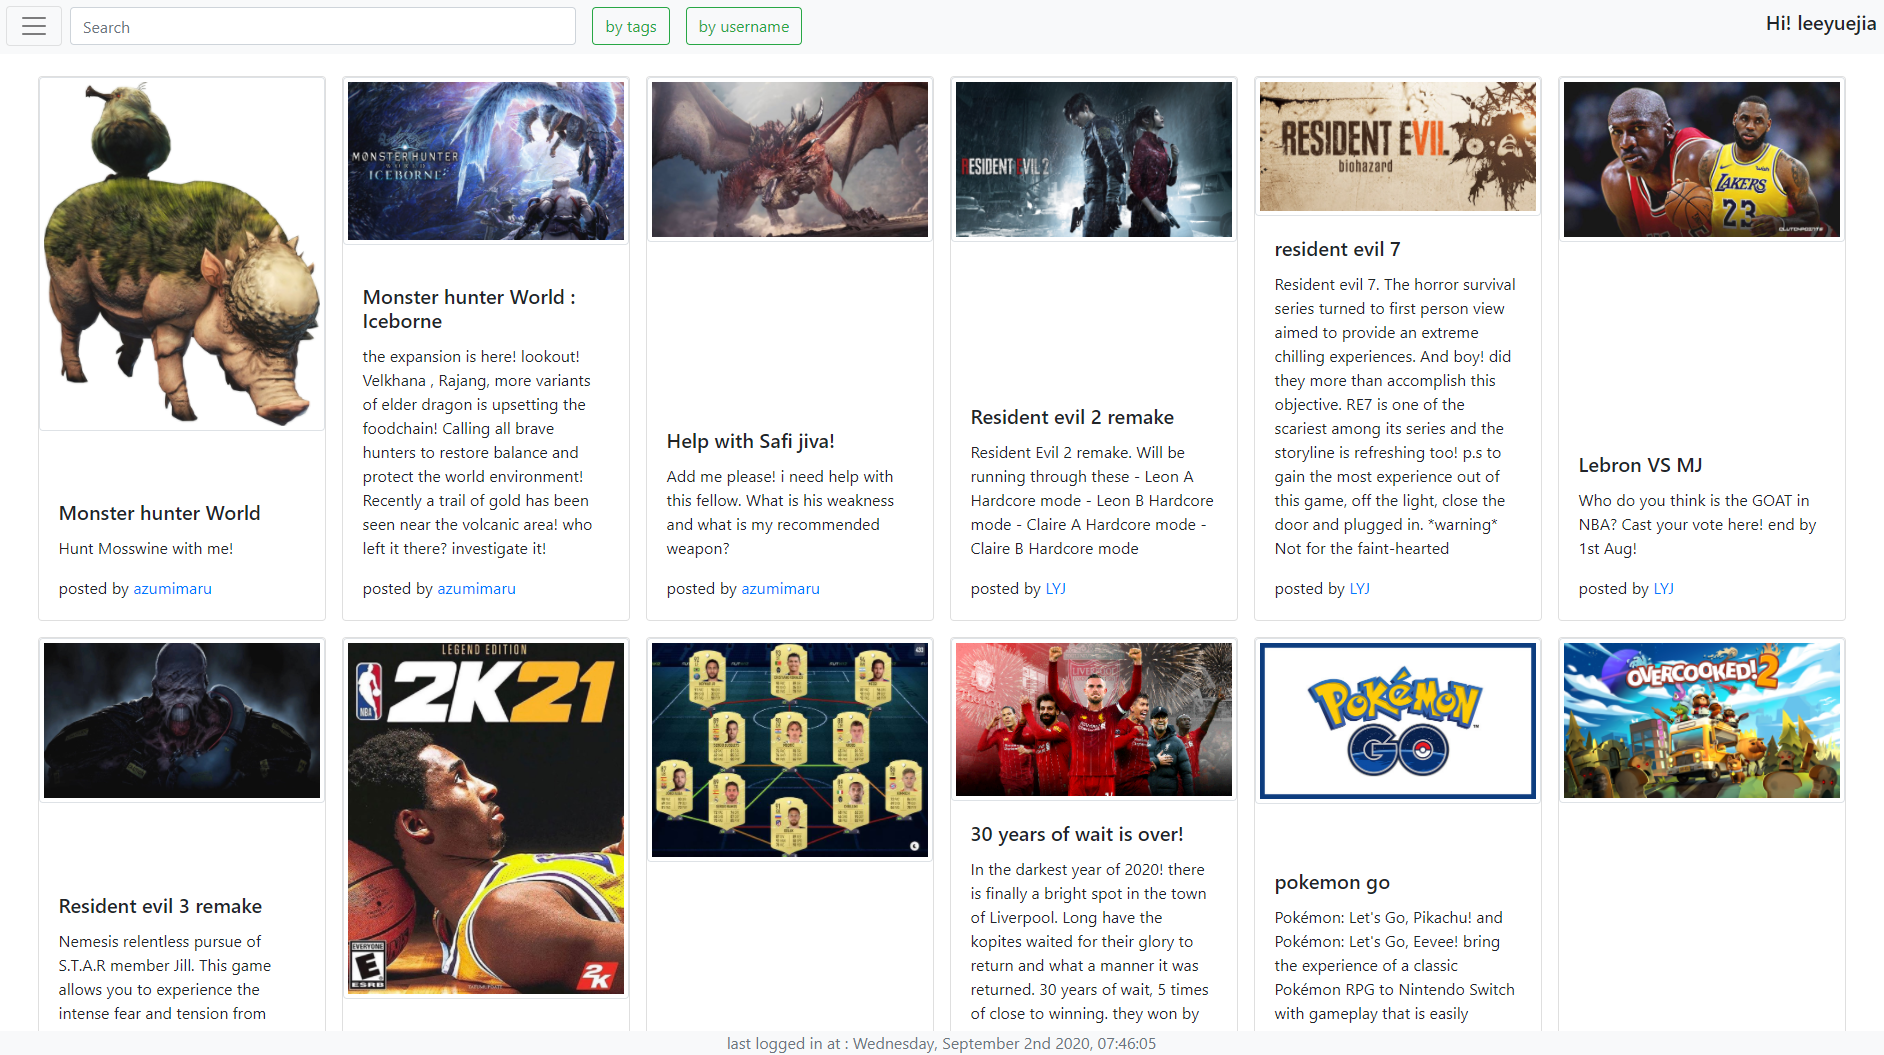 Search
by tags
by username
Hi! leeyuejia
Monster hunter World
Hunt Mosswine with me!
posted by azumimaru
MONSTER HUNTER
WORLD
ICEBORNE
Monster hunter World :
Iceborne
the expansion is here! lookout!
Velkhana , Rajang, more variants
of elder dragon is upsetting the
foodchain! Calling all brave
hunters to restore balance and
protect the world environment!
Recently a trail of gold has been
seen near the volcanic area! who
left it there? investigate it!
posted by azumimaru
Help with Safi jiva!
Add me please! i need help with
this fellow. What is his weakness
and what is my recommended
weapon?
posted by azumimaru
RESIDENT EVIL 2
Resident evil 2 remake
Resident Evil 2 remake. Will be
running through these - Leon A
Hardcore mode - Leon B Hardcore
mode - Claire A Hardcore mode -
Claire B Hardcore mode
posted by LYJ
RESIDENT EVIL
biohazard
resident evil 7
Resident evil 7. The horror survival
series turned to first person view
aimed to provide an extreme
chilling experiences. And boy! did
they more than accomplish this
objective. RE7 is one of the
scariest among its series and the
storyline is refreshing too! p.s to
gain the most experience out of
this game, off the light, close the
door and plugged in. *warning*
Not for the faint-hearted
posted by LYJ
LAKERS
23
CLUTCHPOINTS
Lebron VS MJ
Who do you think is the GOAT in
NBA? Cast your vote here! end by
1st Aug!
posted by LYJ
Resident evil 3 remake
Nemesis relentless pursue of
S.T.A.R member Jill. This game
allows you to experience the
intense fear and tension from
LEGEND EDITION
NBA
2K21
EVERYONE
E
ESRB
2K
30 years of wait is over!
In the darkest year of 2020! there
is finally a bright spot in the town
of Liverpool. Long have the
kopites waited for their glory to
return and what a manner it was
returned. 30 years of wait, 5 times
of close to winning. they won by
POKéMON
GO
pokemon go
Pokémon: Let's Go, Pikachu! and
Pokémon: Let's Go, Eevee! bring
the experience of a classic
Pokémon RPG to Nintendo Switch
with gameplay that is easily
OVERCOOKED! 2
last logged in at : Wednesday, September 2nd 2020, 07:46:05